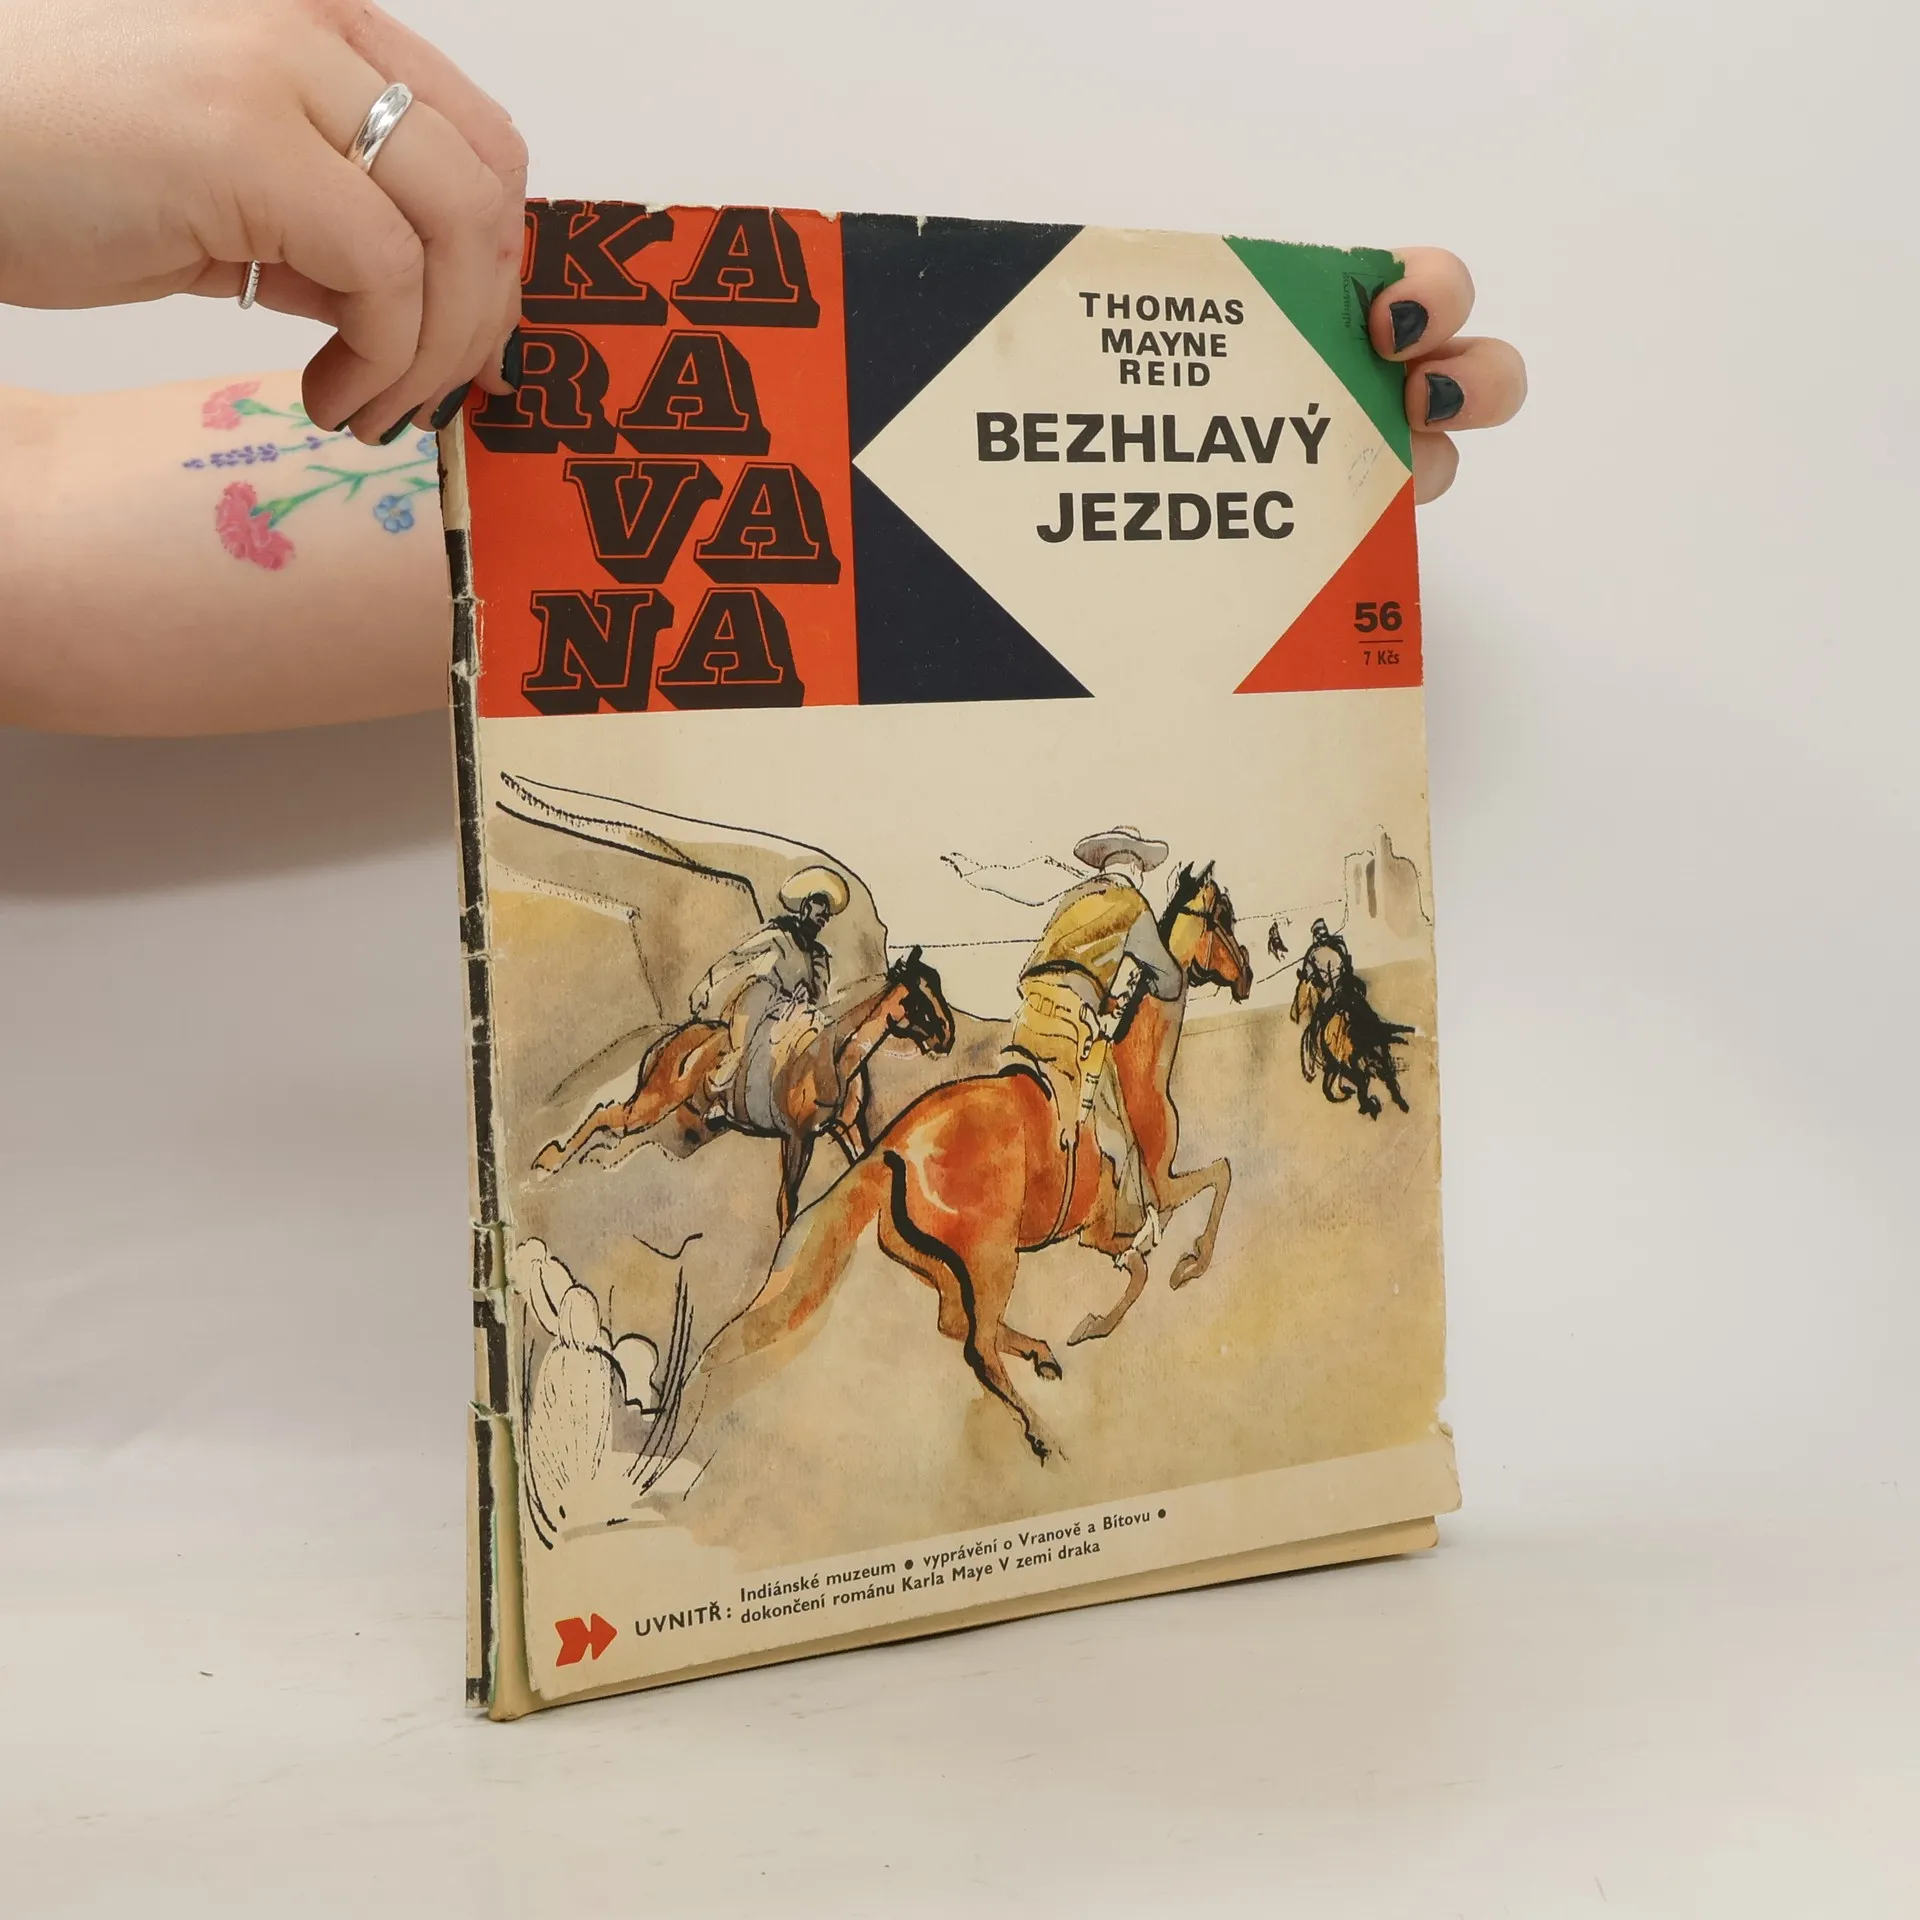 KA
RA
VA
NA
THOMAS
MAYNE
REID
BEZHLAVÝ
JEZDEC
56
7 Kčs
UVNITŘ:
Indiánské muzeum • vyprávění o Vranově a Bítovu •
dokončení románu Karla Maye V zemi draka